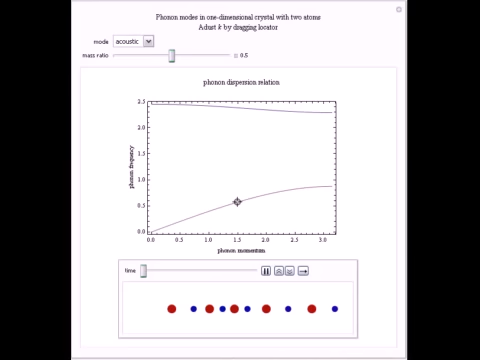 Phonon modes in one-dimensional crystal with two atoms
Adust k by dragging locator
mode acoustic
mass ratio 0.5
phonon dispersion relation
2.5
2.0
1.5
1.0
0.5
0.0
phonon frequency
0.0 0.5 1.0 1.5 2.0 2.5 3.0
phonon momentum
time